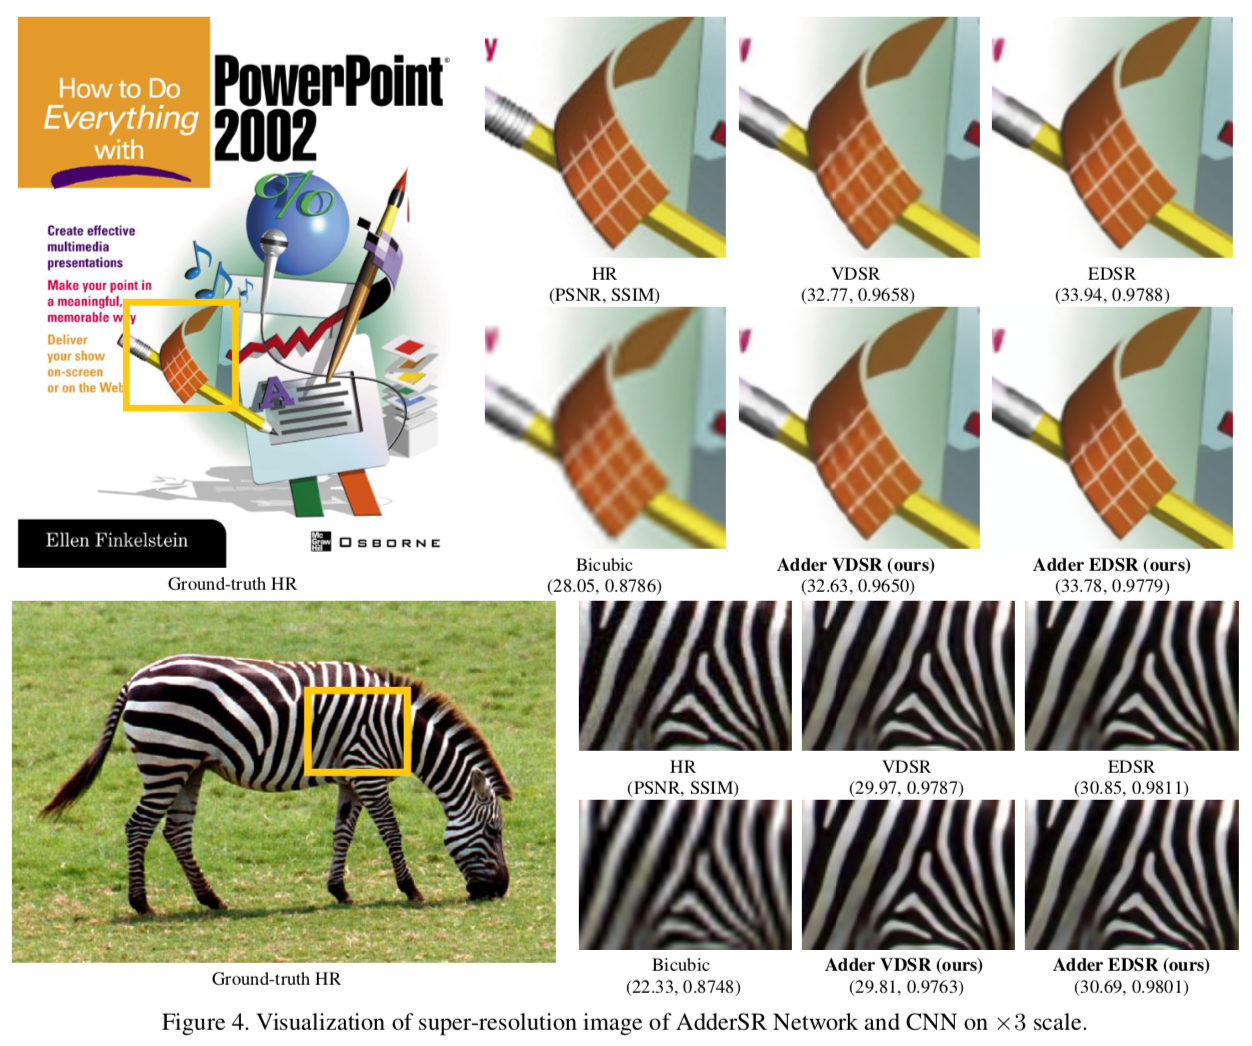 How to Do
Everything
with
PowerPoint®
2002
Create effective
multimedia
presentations
Make your point in
a meaningful,
memorable way
Deliver
your show
on-screen
or on the Web
%
A
Ellen Finkelstein
Mc
Graw
Hill
OSBORNE
Ground-truth HR
y
HR
(PSNR, SSIM)
VDSR
(32.77, 0.9658)
EDSR
(33.94, 0.9788)
Bicubic
(28.05, 0.8786)
Adder VDSR (ours)
(32.63, 0.9650)
Adder EDSR (ours)
(33.78, 0.9779)
Ground-truth HR
HR
(PSNR, SSIM)
VDSR
(29.97, 0.9787)
EDSR
(30.85, 0.9811)
Bicubic
(22.33, 0.8748)
Adder VDSR (ours)
(29.81, 0.9763)
Adder EDSR (ours)
(30.69, 0.9801)
Figure 4. Visualization of super-resolution image of AdderSR Network and CNN on ×3 scale.